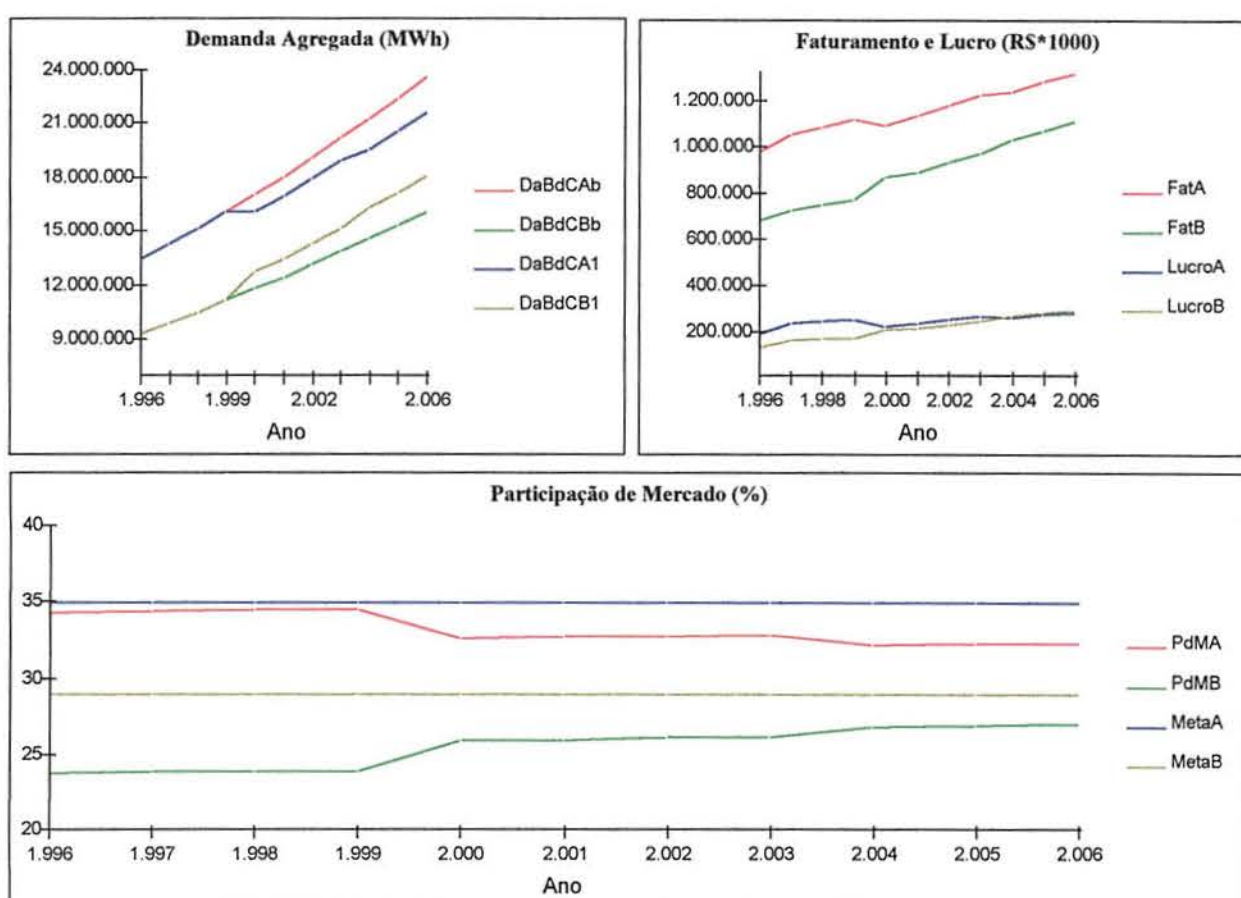 Demanda Agregada (MWh)
24.000.000
21.000.000
18.000.000
15.000.000
12.000.000
9.000.000
1.996 1.999 2.002 2.006
Ano
DaBdCAb
DaBdCBb
DaBdCA1
DaBdCB1
Faturamento e Lucro (R$*1000)
1.200.000
1.000.000
800.000
600.000
400.000
200.000
1.996 1.998 2.000 2.002 2.004 2.006
Ano
FatA
FatB
LucroA
LucroB
Participação de Mercado (%)
40
35
30
25
20
1.996 1.997 1.998 1.999 2.000 2.001 2.002 2.003 2.004 2.005 2.006
Ano
PdMA
PdMB
MetaA
MetaB